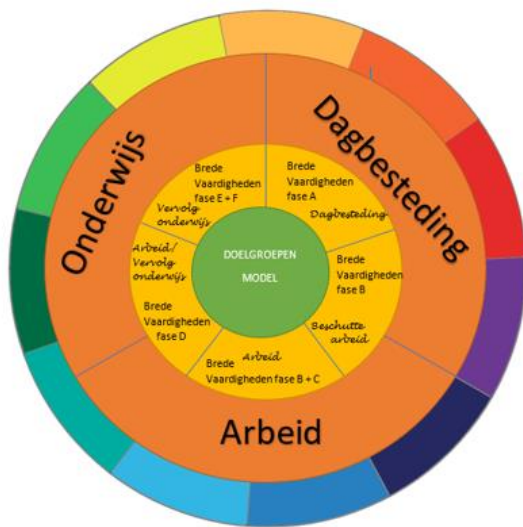 Onderwijs
Dagbesteding
Arbeid
Brede
Vaardigheden
fase E + F
Vervolg
onderwijs
Brede
Vaardigheden
fase A
Dagbesteding
Brede
Vaardigheden
fase B
Beschutte
arbeid
Arbeid
Brede
Vaardigheden fase B + C
Arbeid/
Vervolg
onderwijs
Brede
Vaardigheden
fase D
DOELGROEPEN
MODEL